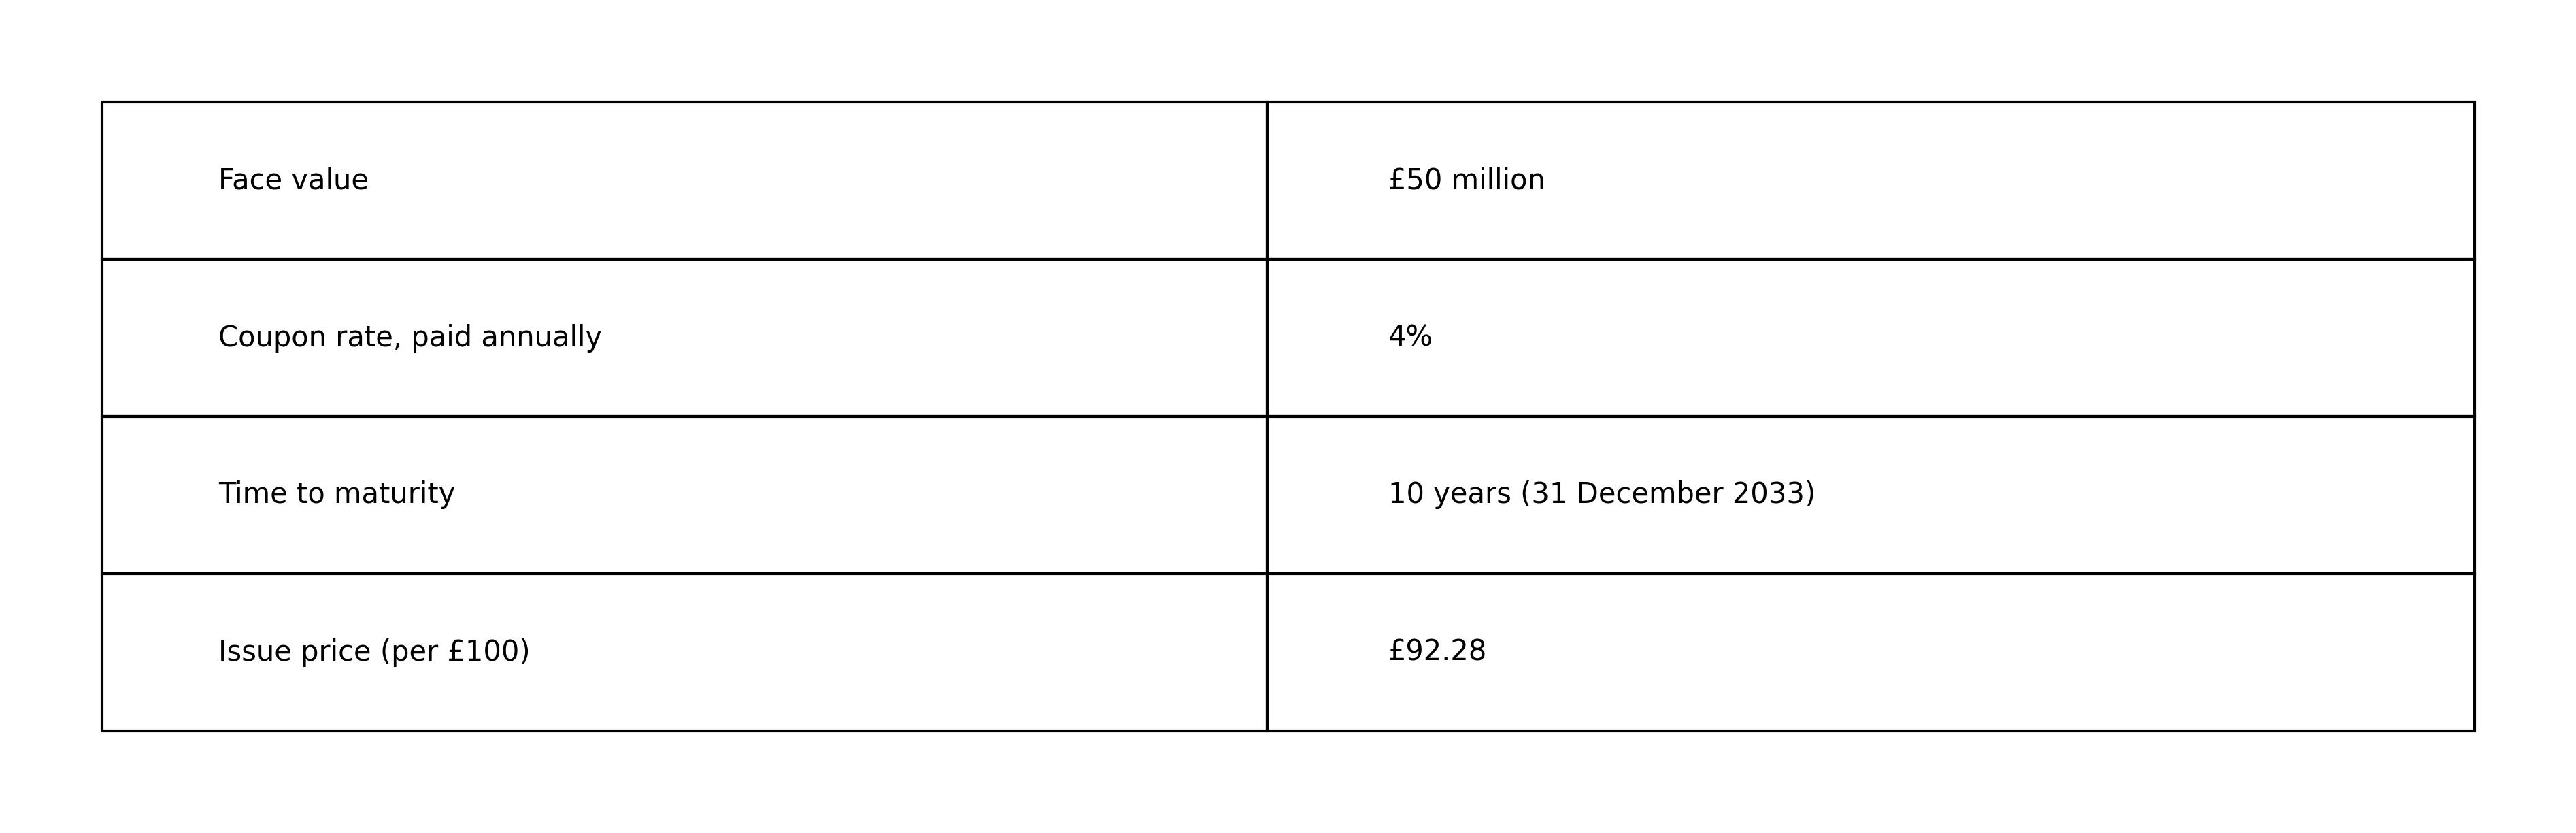 Face value £50 million
Coupon rate, paid annually 4%
Time to maturity 10 years (31 December 2033)
Issue price (per £100) £92.28